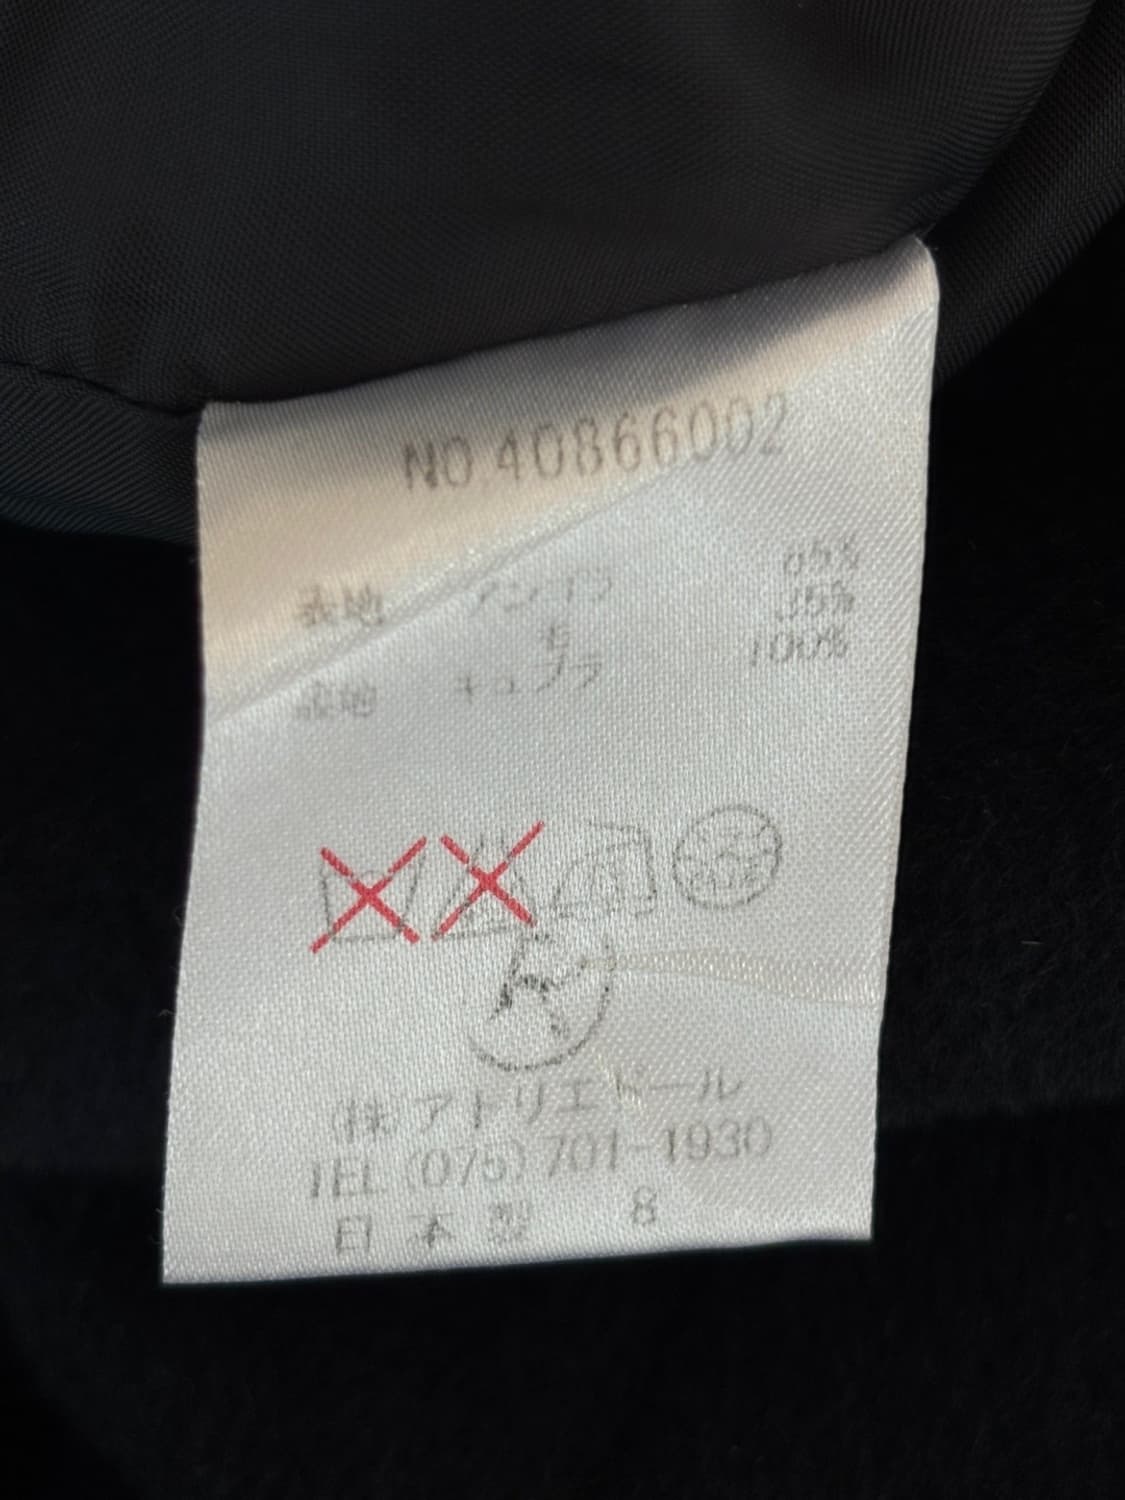 NO.40866002
表地 アンゴラ
毛 35%
裏地 キュプラ 100%
(株)アトリエドール
TEL (075) 701-1930
日本製 8